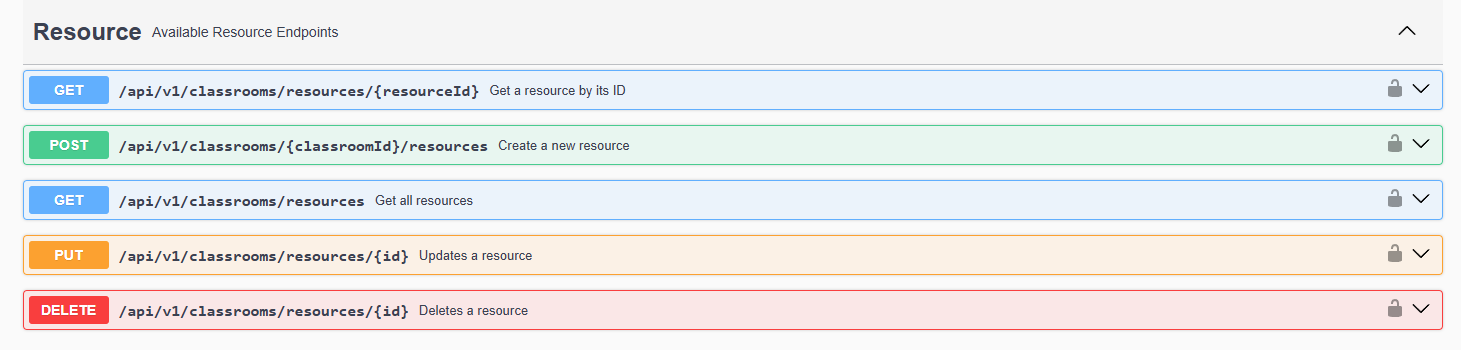 Resource Available Resource Endpoints
GET /api/v1/classrooms/resources/{resourceId} Get a resource by its ID
POST /api/v1/classrooms/{classroomId}/resources Create a new resource
GET /api/v1/classrooms/resources Get all resources
PUT /api/v1/classrooms/resources/{id} Updates a resource
DELETE /api/v1/classrooms/resources/{id} Deletes a resource